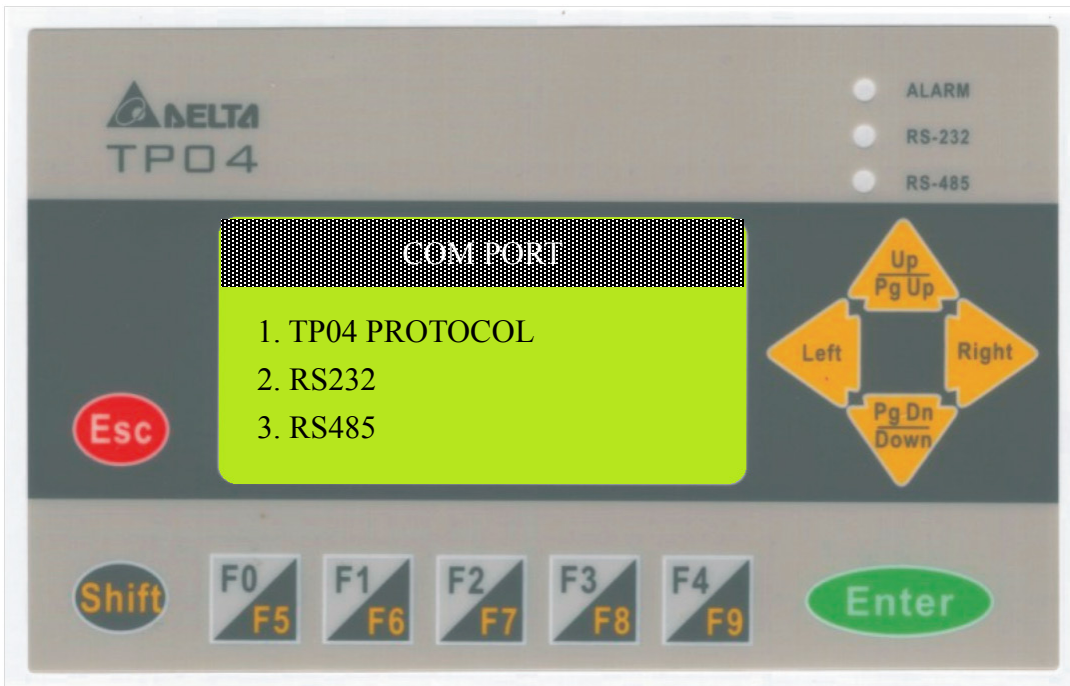 DELTA
TP04
ALARM
RS-232
RS-485
COM PORT
1. TP04 PROTOCOL
2. RS232
3. RS485
Up
Pg Up
Left
Right
Pg Dn
Down
Esc
Shift
F0
F5
F1
F6
F2
F7
F3
F8
F4
F9
Enter